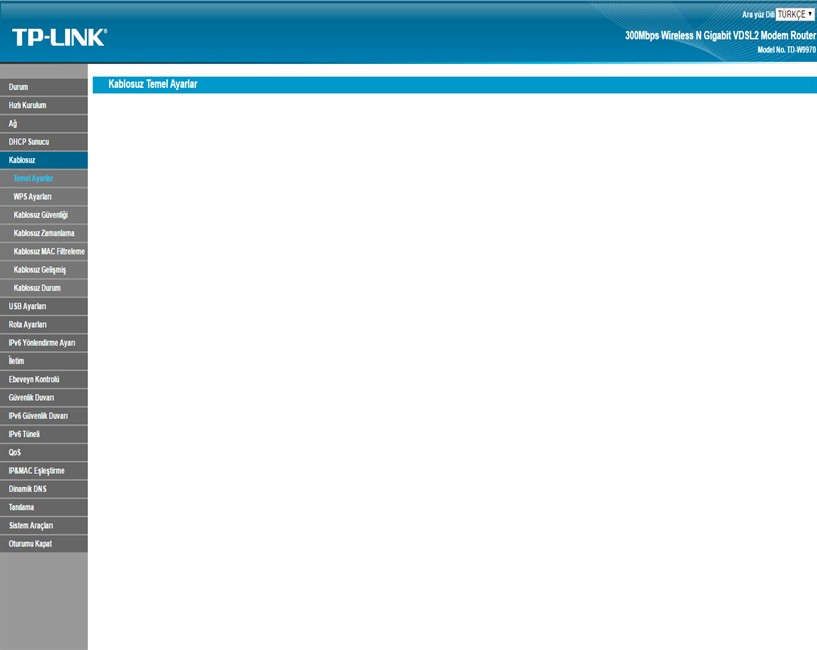 Ara yüz Dili TÜRKÇE
TP-LINK®
300Mbps Wireless N Gigabit VDSL2 Modem Router
Model No. TD-W9970
Kablosuz Temel Ayarlar
Durum
Hızlı Kurulum
Ağ
DHCP Sunucu
Kablosuz
Temel Ayarlar
WPS Ayarları
Kablosuz Güvenliği
Kablosuz Zamanlama
Kablosuz MAC Filtreleme
Kablosuz Gelişmiş
Kablosuz Durum
USB Ayarları
Rota Ayarları
IPv6 Yönlendirme Ayarı
İletim
Ebeveyn Kontrolü
Güvenlik Duvarı
IPv6 Güvenlik Duvarı
IPv6 Tüneli
QoS
IP&MAC Eşleştirme
Dinamik DNS
Tanılama
Sistem Araçları
Oturumu Kapat